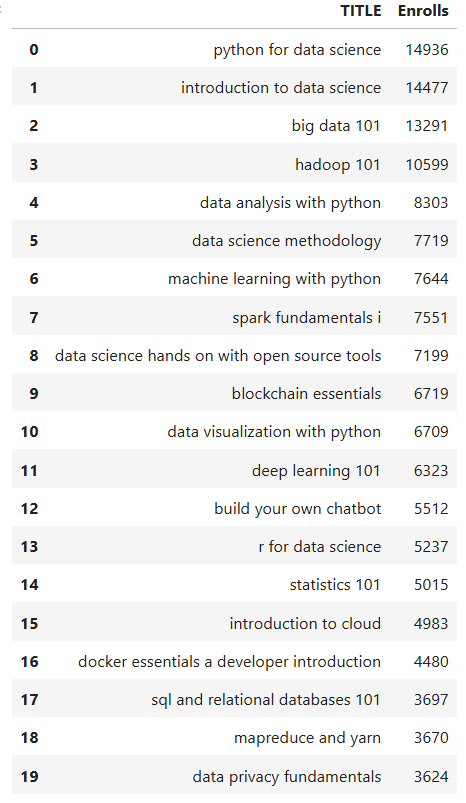 TITLE Enrolls
0 python for data science 14936
1 introduction to data science 14477
2 big data 101 13291
3 hadoop 101 10599
4 data analysis with python 8303
5 data science methodology 7719
6 machine learning with python 7644
7 spark fundamentals i 7551
8 data science hands on with open source tools 7199
9 blockchain essentials 6719
10 data visualization with python 6709
11 deep learning 101 6323
12 build your own chatbot 5512
13 r for data science 5237
14 statistics 101 5015
15 introduction to cloud 4983
16 docker essentials a developer introduction 4480
17 sql and relational databases 101 3697
18 mapreduce and yarn 3670
19 data privacy fundamentals 3624